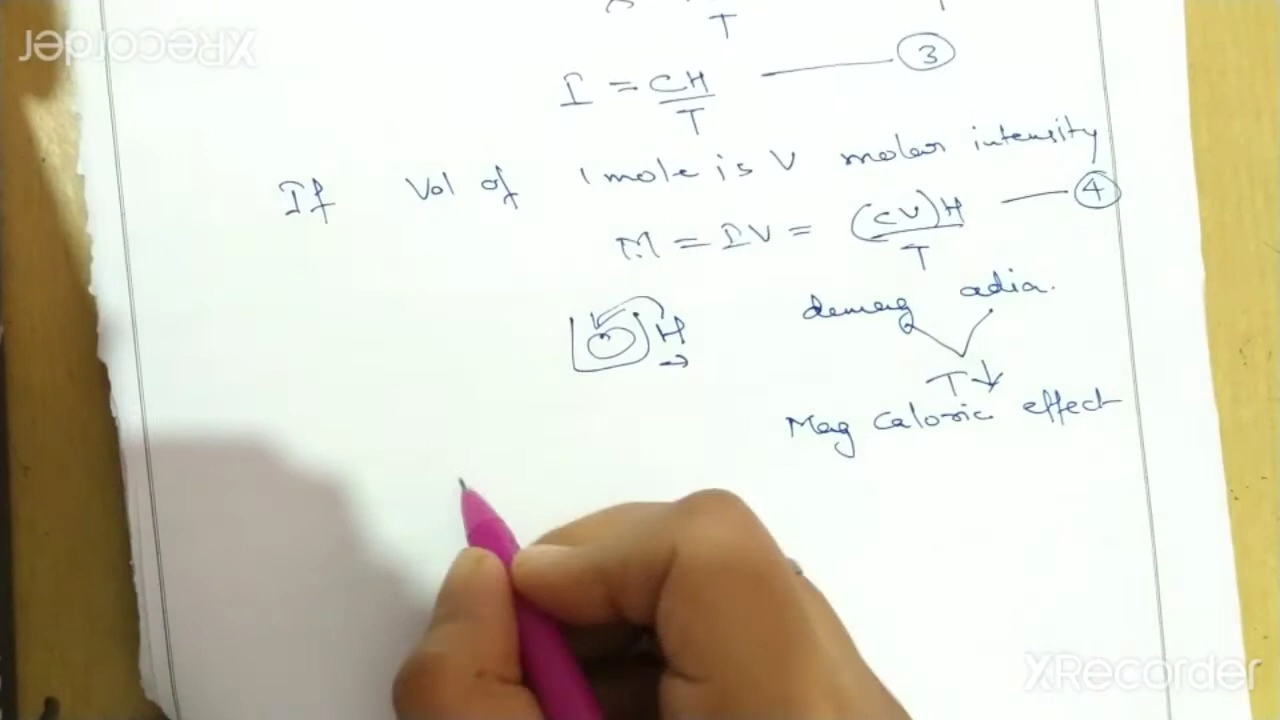 XRecorder
T
I = CH/T — 3
If Vol of 1 mole is V molar intensity
M = IV = (CV)H/T — 4
demag adia.
H →
T ↓
Mag Caloric effect
XRecorder